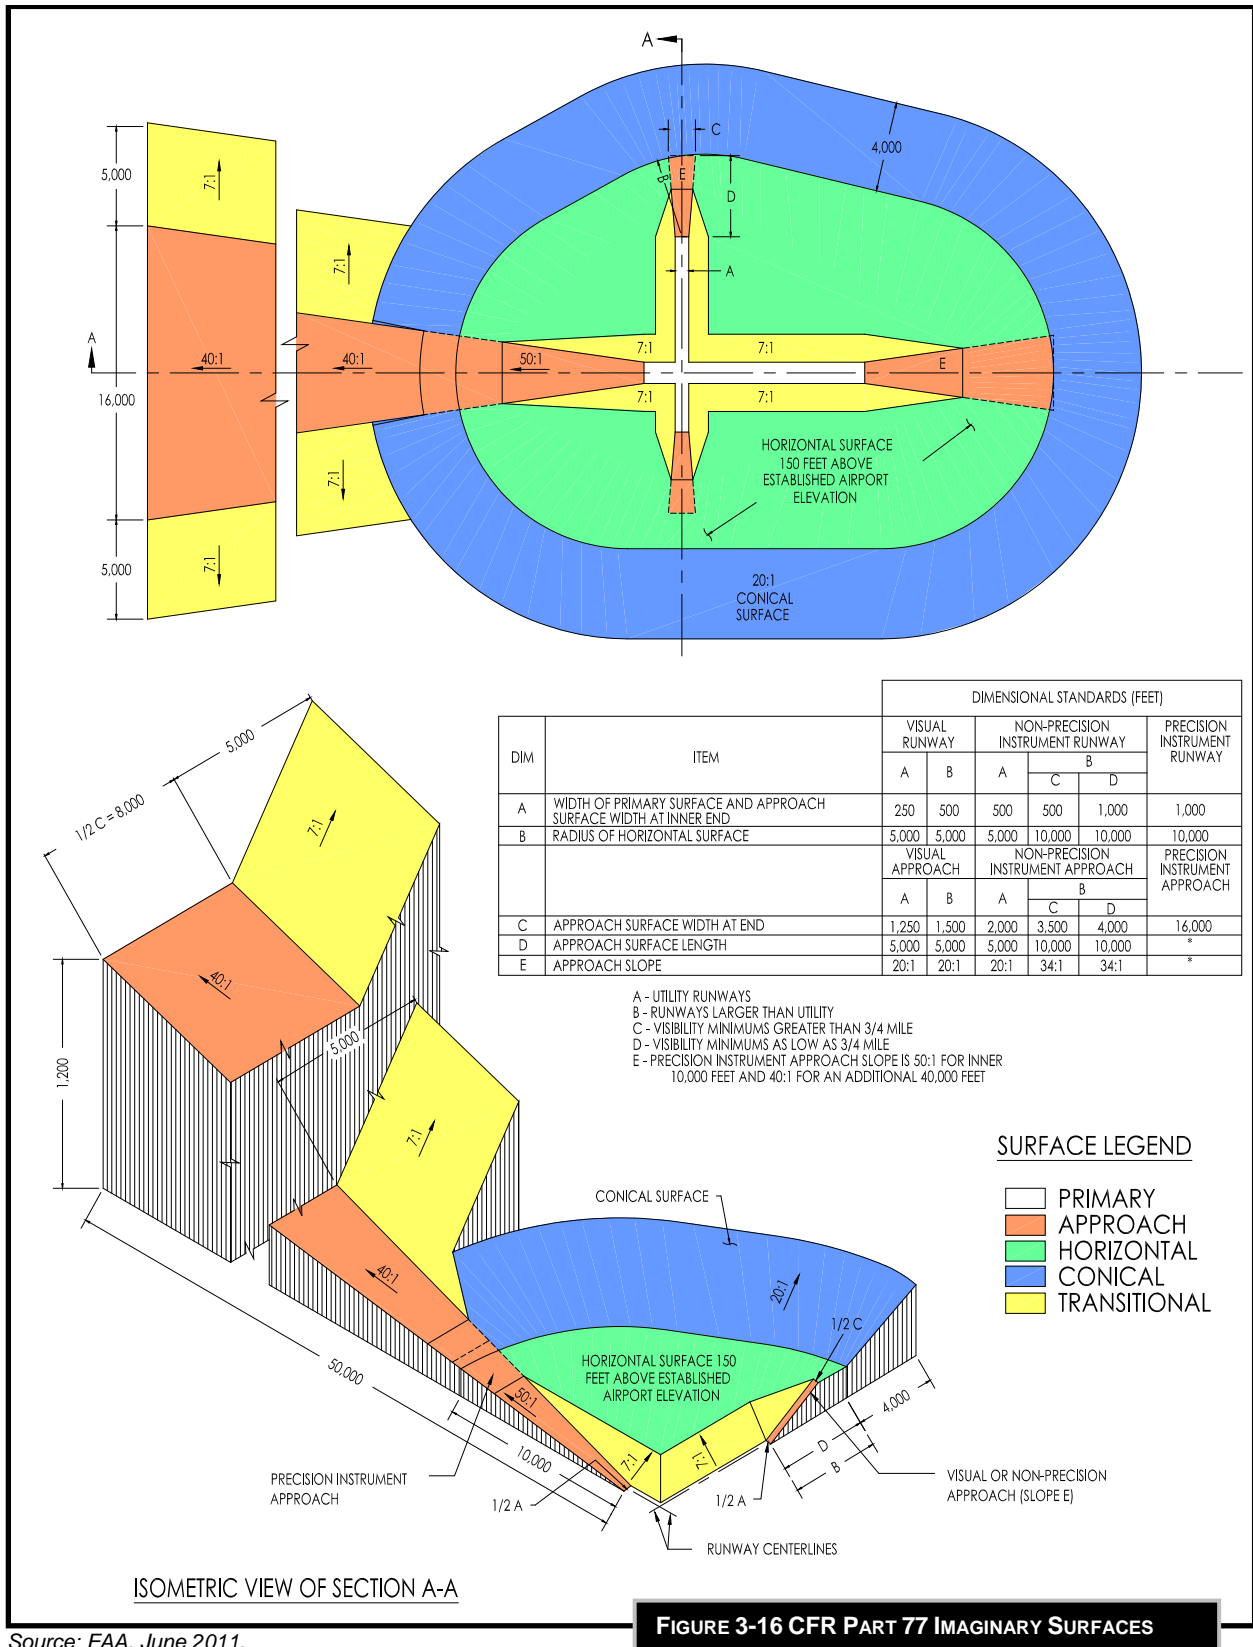 A
C
4,000
5,000
7:1
B
E
D
7:1
A
A
7:1
7:1
40:1
40:1
50:1
E
16,000
7:1
7:1
HORIZONTAL SURFACE
150 FEET ABOVE
ESTABLISHED AIRPORT
ELEVATION
7:1
5,000
7:1
20:1
CONICAL
SURFACE
DIMENSIONAL STANDARDS (FEET)
DIM
ITEM
VISUAL
RUNWAY
NON-PRECISION
INSTRUMENT RUNWAY
PRECISION
INSTRUMENT
RUNWAY
A B A B
C D
A WIDTH OF PRIMARY SURFACE AND APPROACH
SURFACE WIDTH AT INNER END
250 500 500 500 1,000 1,000
B RADIUS OF HORIZONTAL SURFACE 5,000 5,000 5,000 10,000 10,000 10,000
VISUAL
APPROACH
NON-PRECISION
INSTRUMENT APPROACH
PRECISION
INSTRUMENT
APPROACH
A B A B
C D
C APPROACH SURFACE WIDTH AT END 1,250 1,500 2,000 3,500 4,000 16,000
D APPROACH SURFACE LENGTH 5,000 5,000 5,000 10,000 10,000 *
E APPROACH SLOPE 20:1 20:1 20:1 34:1 34:1 *
A - UTILITY RUNWAYS
B - RUNWAYS LARGER THAN UTILITY
C - VISIBILITY MINIMUMS GREATER THAN 3/4 MILE
D - VISIBILITY MINIMUMS AS LOW AS 3/4 MILE
E - PRECISION INSTRUMENT APPROACH SLOPE IS 50:1 FOR INNER
10,000 FEET AND 40:1 FOR AN ADDITIONAL 40,000 FEET
5,000
1/2 C = 8,000
7:1
40:1
5,000
1,200
7:1
SURFACE LEGEND
PRIMARY
APPROACH
HORIZONTAL
CONICAL
TRANSITIONAL
CONICAL SURFACE
40:1
20:1
1/2 C
HORIZONTAL SURFACE 150
FEET ABOVE ESTABLISHED
AIRPORT ELEVATION
50,000
50:1
4,000
10,000
7:1
7:1
D
B
PRECISION INSTRUMENT
APPROACH
1/2 A
1/2 A
VISUAL OR NON-PRECISION
APPROACH (SLOPE E)
RUNWAY CENTERLINES
ISOMETRIC VIEW OF SECTION A-A
FIGURE 3-16 CFR PART 77 IMAGINARY SURFACES
Source: FAA, June 2011.